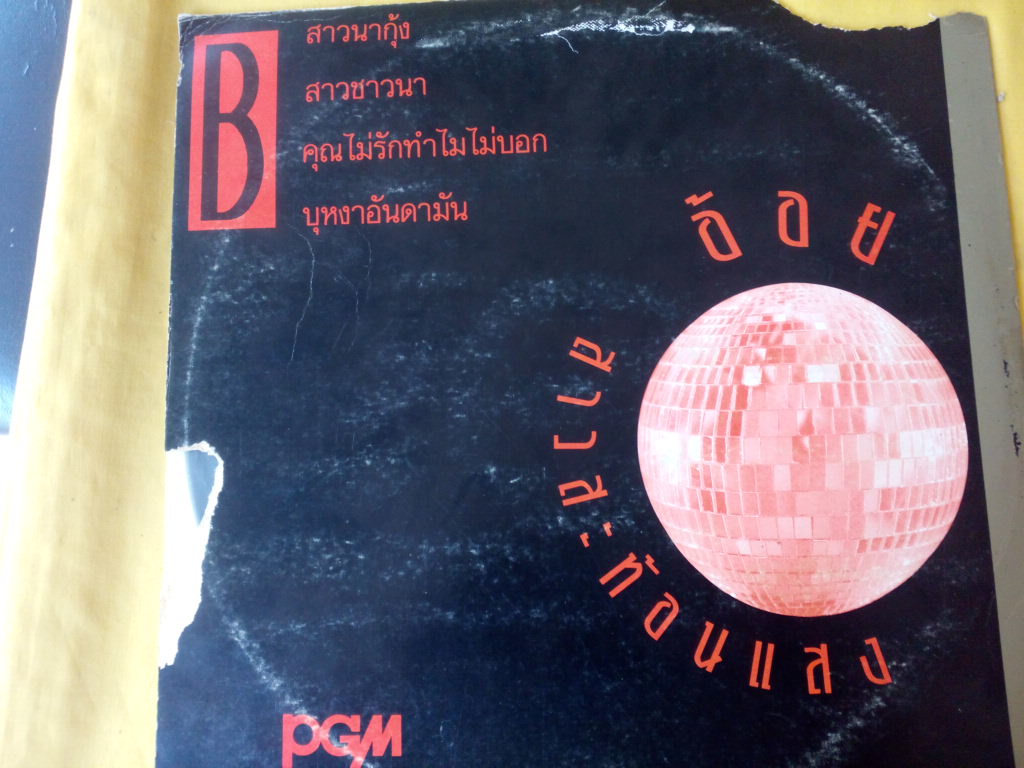 B
สาวนากุ้ง
สาวชาวนา
คุณไม่รักทำไมไม่บอก
บุหงาอันดามัน
อ้อย
สาวสะท้อนแสง
PGM